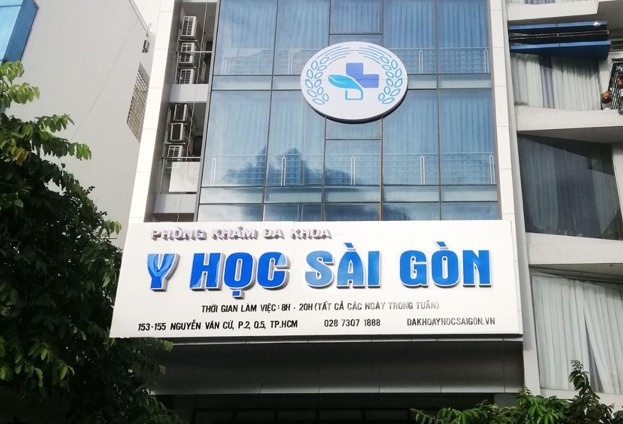 PHÒNG KHÁM ĐA KHOA
Y HỌC SÀI GÒN
THỜI GIAN LÀM VIỆC: 8H - 20H (TẤT CẢ CÁC NGÀY TRONG TUẦN)
153-155 NGUYỄN VĂN CỪ, P.2, Q.5, TP.HCM 028 7307 1888 DAKHOAYHOCSAIGON.VN